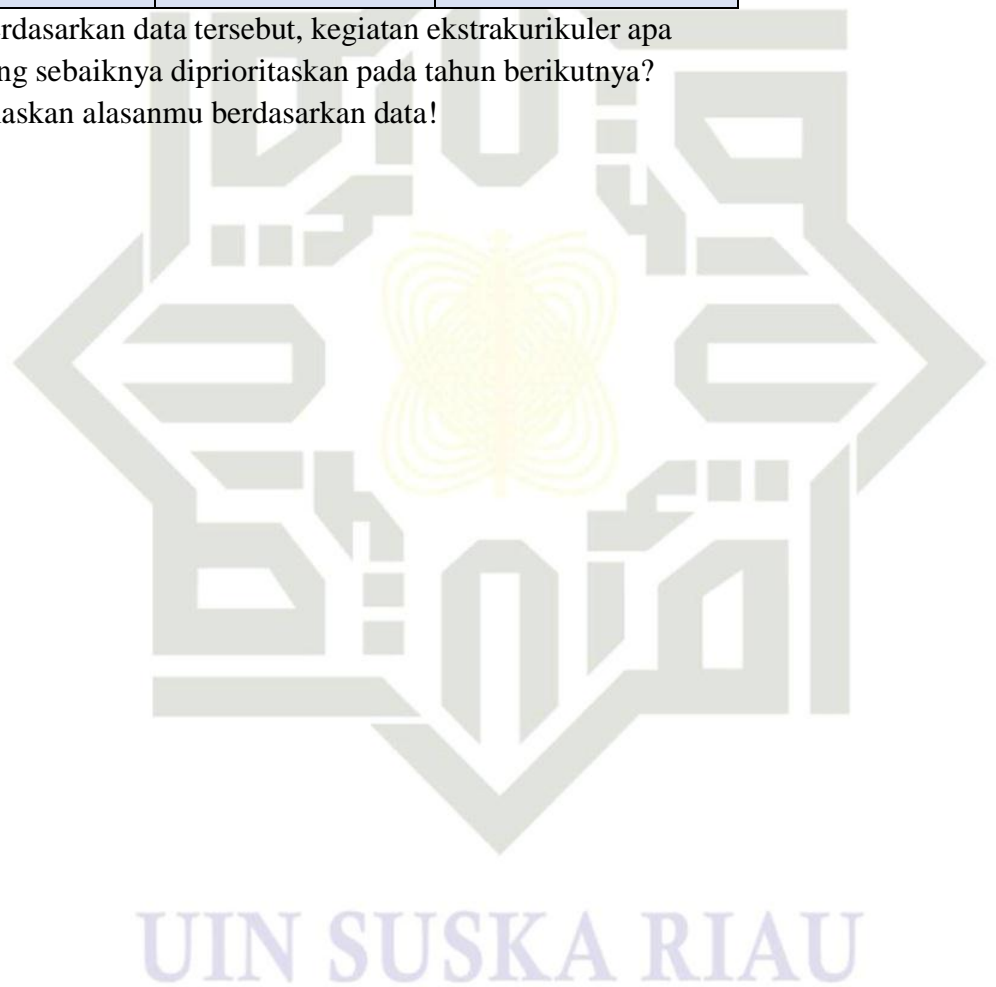 rdasarkan data tersebut, kegiatan ekstrakurikuler apa
ng sebaiknya diprioritaskan pada tahun berikutnya?
askan alasanmu berdasarkan data!
UIN SUSKA RIAU